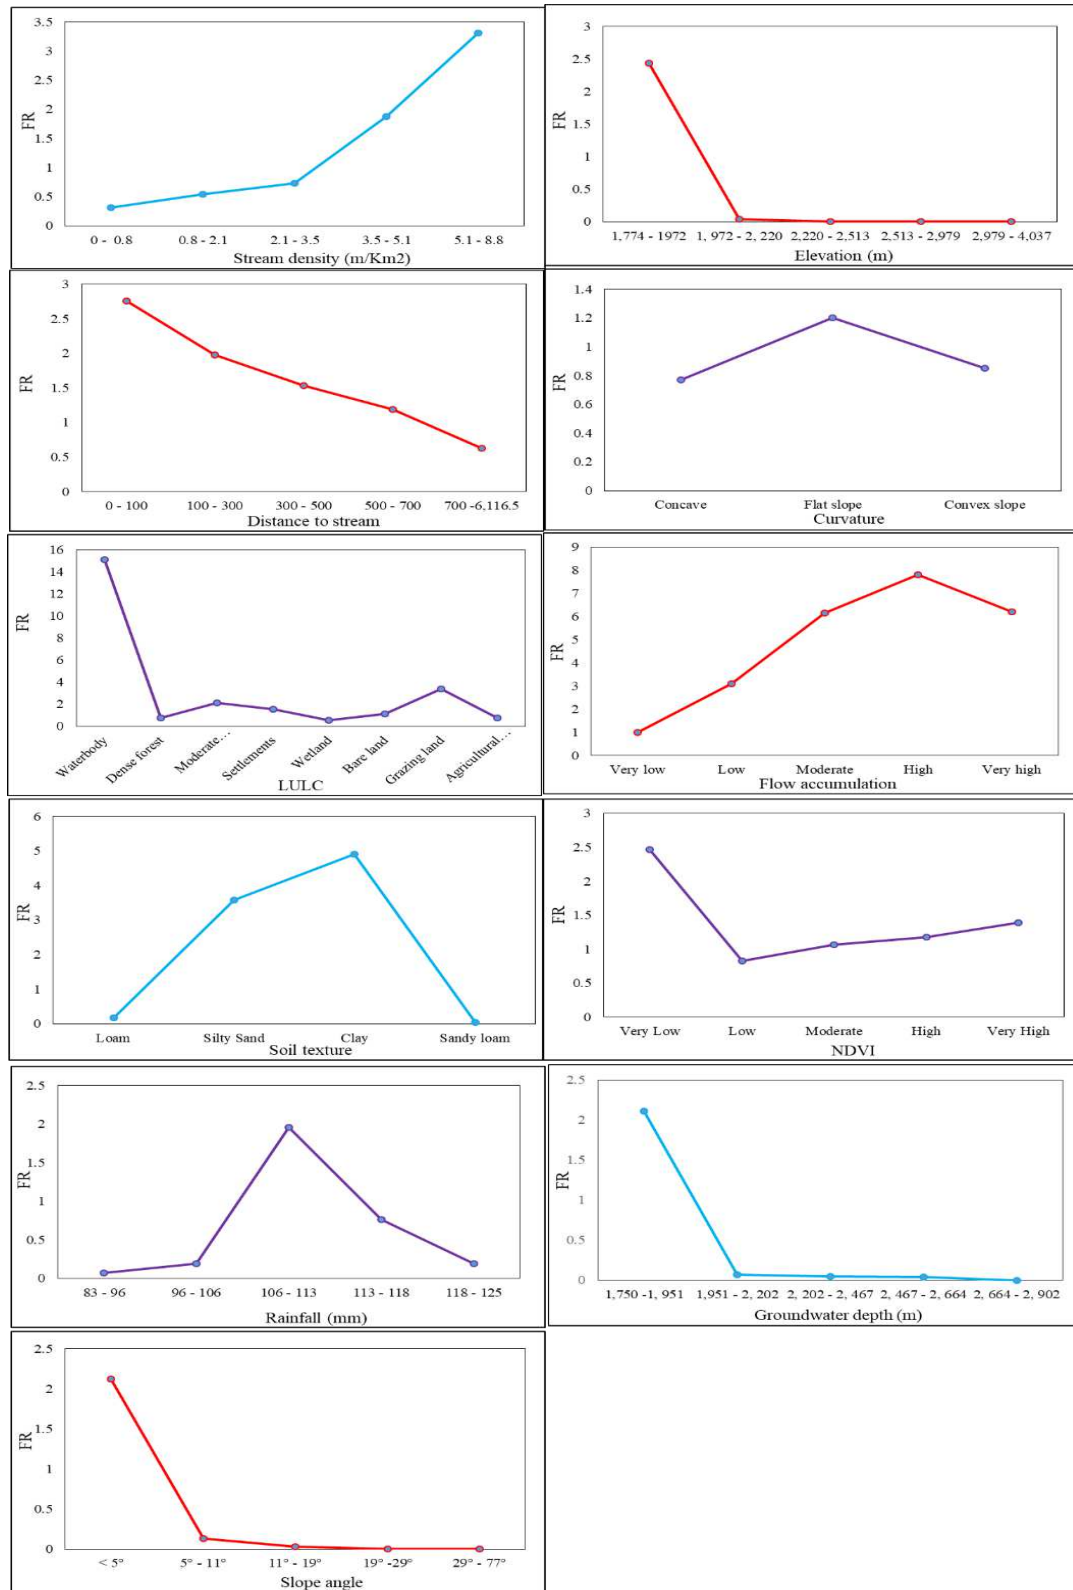 3.5
3
2.5
2
1.5
1
0.5
0
FR
0 - 0.8 0.8 - 2.1 2.1 - 3.5 3.5 - 5.1 5.1 - 8.8
Stream density (m/Km2)
3
2.5
2
1.5
1
0.5
0
FR
1,774 - 1972 1, 972 - 2, 220 2,220 - 2,513 2,513 - 2,979 2,979 - 4,037
Elevation (m)
3
2.5
2
1.5
1
0.5
0
FR
0 - 100 100 - 300 300 - 500 500 - 700 700 -6,116.5
Distance to stream
1.4
1.2
1
0.8
0.6
0.4
0.2
0
FR
Concave Flat slope Convex slope
Curvature
16
14
12
10
8
6
4
2
0
FR
Waterbody Dense forest Moderate... Settlements Wetland Bare land Grazing land Agricultural...
LULC
9
8
7
6
5
4
3
2
1
0
FR
Very low Low Moderate High Very high
Flow accumulation
6
5
4
3
2
1
0
FR
Loam Silty Sand Clay Sandy loam
Soil texture
3
2.5
2
1.5
1
0.5
0
FR
Very Low Low Moderate High Very High
NDVI
2.5
2
1.5
1
0.5
0
FR
83 - 96 96 - 106 106 - 113 113 - 118 118 - 125
Rainfall (mm)
2.5
2
1.5
1
0.5
0
FR
1,750 -1, 951 1,951 - 2, 202 2, 202 - 2, 467 2, 467 - 2, 664 2, 664 - 2, 902
Groundwater depth (m)
2.5
2
1.5
1
0.5
0
FR
< 5° 5° - 11° 11° - 19° 19° -29° 29° - 77°
Slope angle